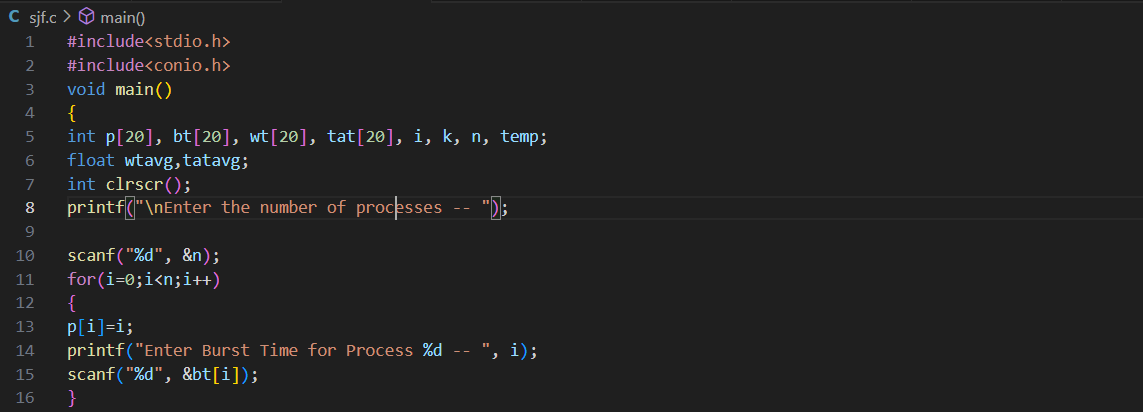 C sjf.c > main()
1 #include<stdio.h>
2 #include<conio.h>
3 void main()
4 {
5 int p[20], bt[20], wt[20], tat[20], i, k, n, temp;
6 float wtavg,tatavg;
7 int clrscr();
8 printf("\nEnter the number of processes -- ");
9
10 scanf("%d", &n);
11 for(i=0;i<n;i++)
12 {
13 p[i]=i;
14 printf("Enter Burst Time for Process %d -- ", i);
15 scanf("%d", &bt[i]);
16 }